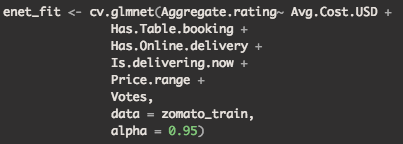 enet_fit <- cv.glmnet(Aggregate.rating~ Avg.Cost.USD +
Has.Table.booking +
Has.Online.delivery +
Is.delivering.now +
Price.range +
Votes,
data = zomato_train,
alpha = 0.95)